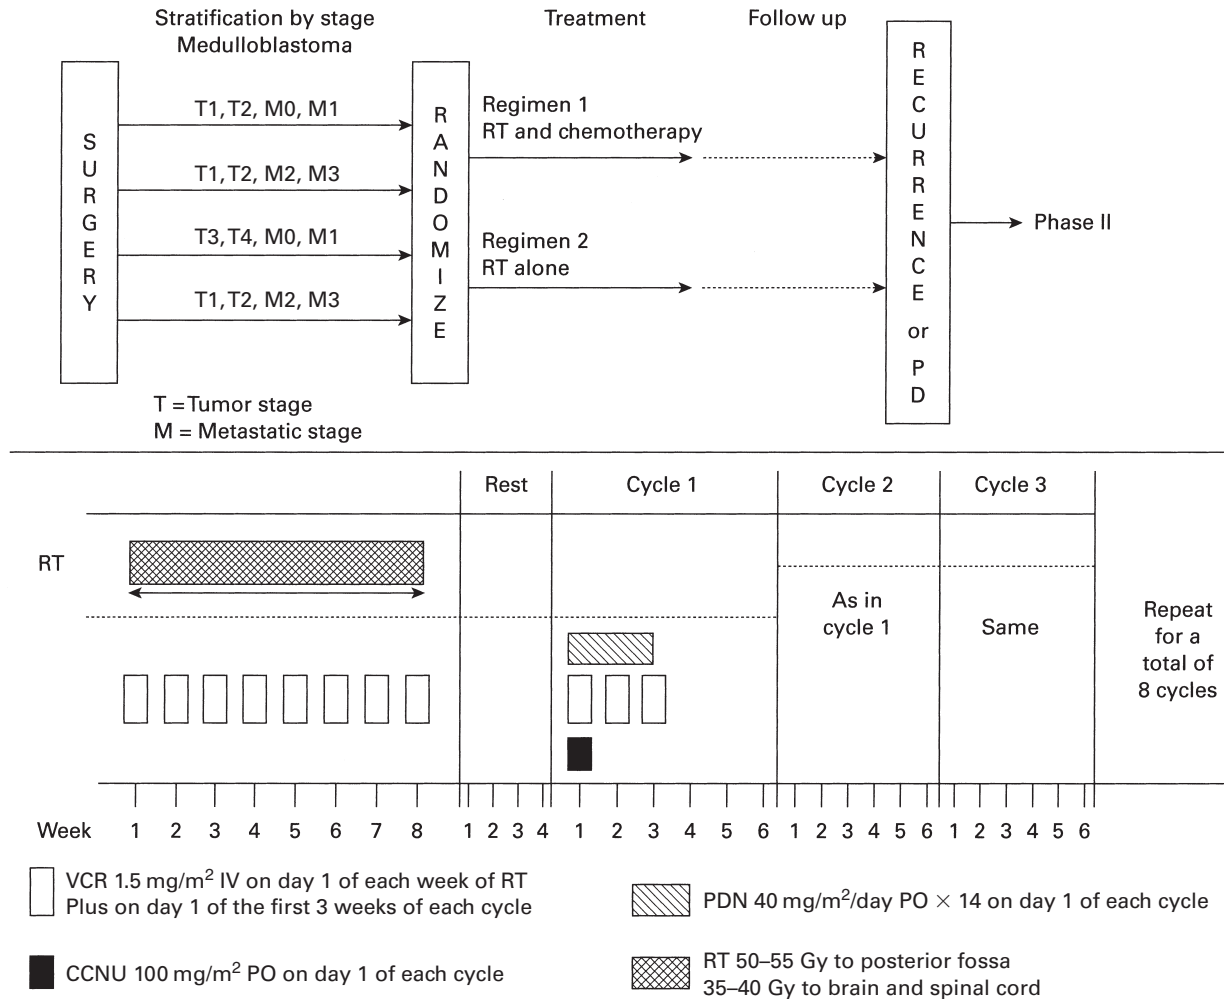 Stratification by stage
Medulloblastoma
Treatment
Follow up
SURGERY
T1, T2, M0, M1
T1, T2, M2, M3
T3, T4, M0, M1
T1, T2, M2, M3
RANDOMIZE
Regimen 1
RT and chemotherapy
Regimen 2
RT alone
RECURRENCE
or
PD
Phase II
T = Tumor stage
M = Metastatic stage
Rest
Cycle 1
Cycle 2
Cycle 3
RT
As in
cycle 1
Same
Repeat
for a
total of
8 cycles
Week 1 2 3 4 5 6 7 8 1 2 3 4 1 2 3 5 6 1 2 3 4 5 6 1 2 3 4 5 6
VCR 1.5 mg/m² IV on day 1 of each week of RT
Plus on day 1 of the first 3 weeks of each cycle
PDN 40 mg/m²/day PO × 14 on day 1 of each cycle
CCNU 100 mg/m² PO on day 1 of each cycle
RT 50–55 Gy to posterior fossa
35–40 Gy to brain and spinal cord